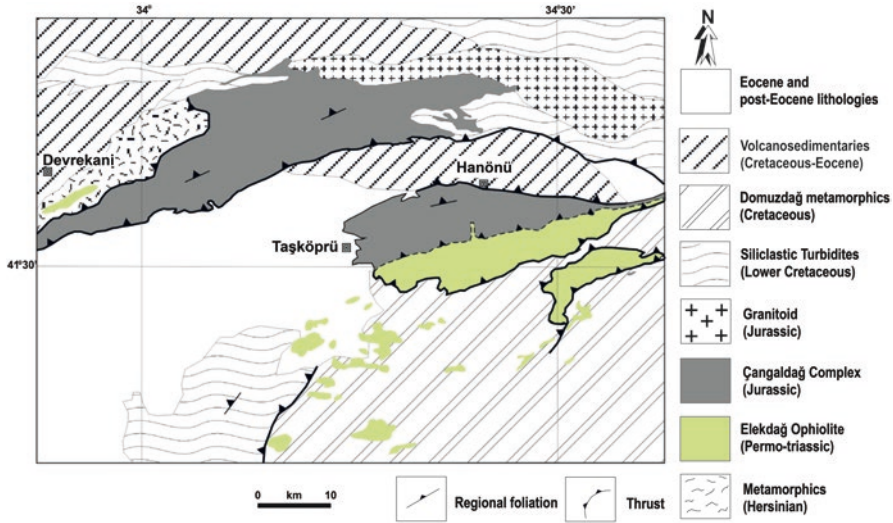 34°
34°30'
N
Devrekani
Hanönü
Taşköprü
41°30'
Eocene and
post-Eocene lithologies
Volcanosedimentaries
(Cretaceous-Eocene)
Domuzdağ metamorphics
(Cretaceous)
Siliclastic Turbidites
(Lower Cretaceous)
Granitoid
(Jurassic)
Çangaldağ Complex
(Jurassic)
Elekdağ Ophiolite
(Permo-triassic)
Metamorphics
(Hersinian)
0 km 10
Regional foliation
Thrust